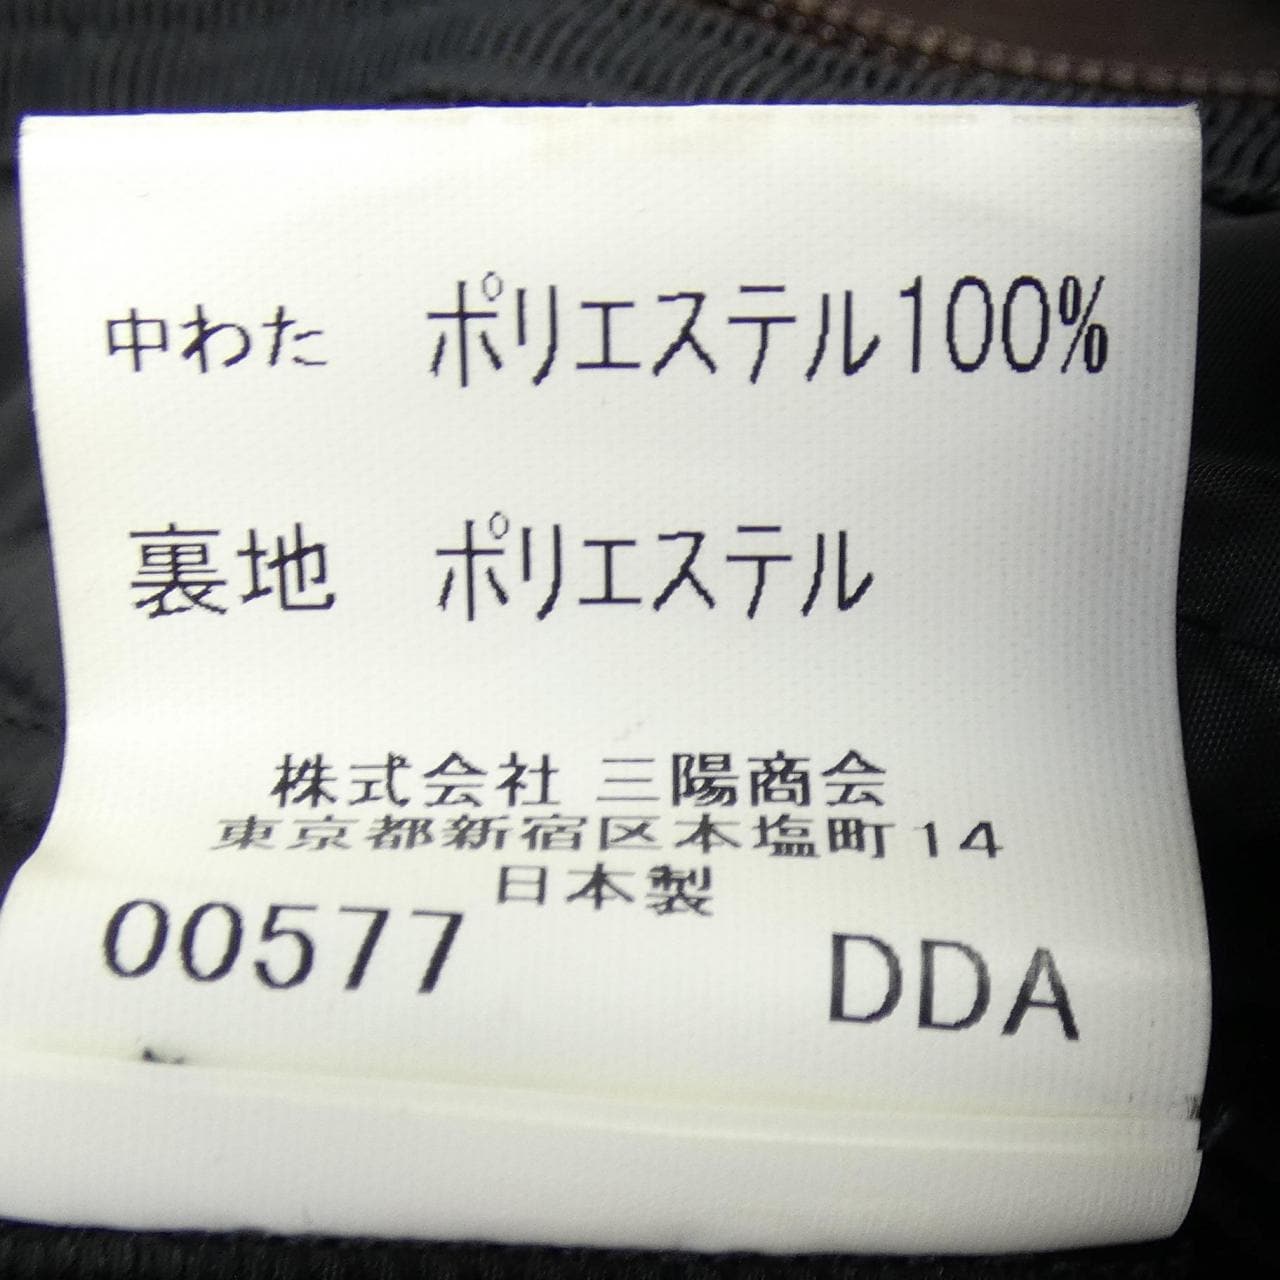 中わた ポリエステル100%
裏地 ポリエステル
株式会社 三陽商会
東京都新宿区本塩町14
日本製
00577 DDA